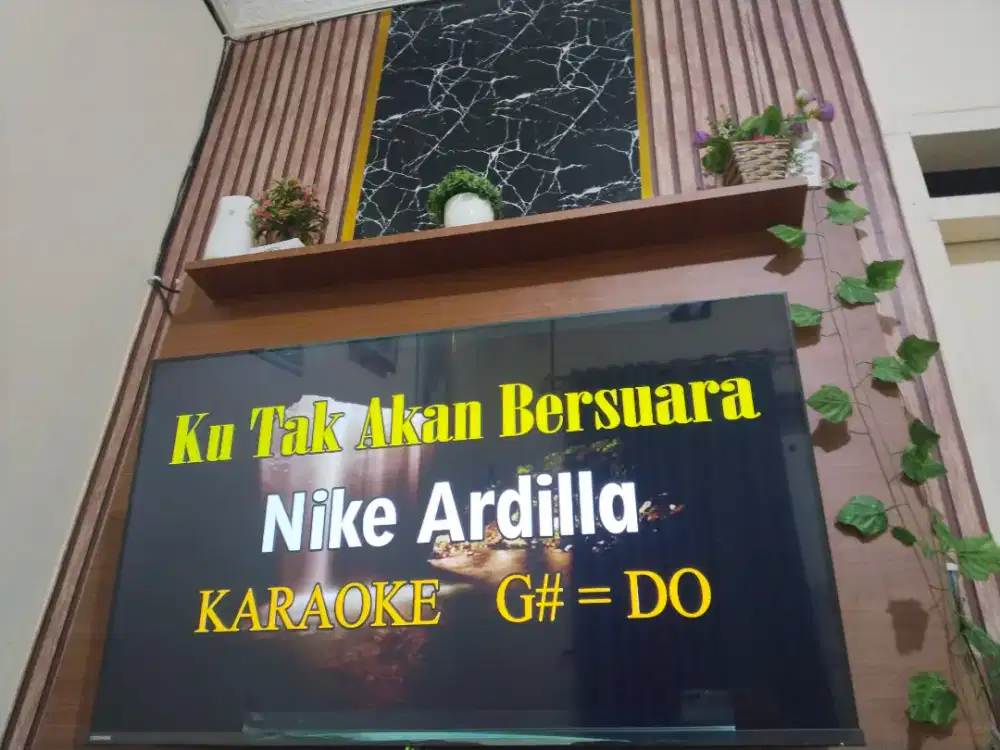 Ku Tak Akan Bersuara
Nike Ardilla
KARAOKE G# = DO